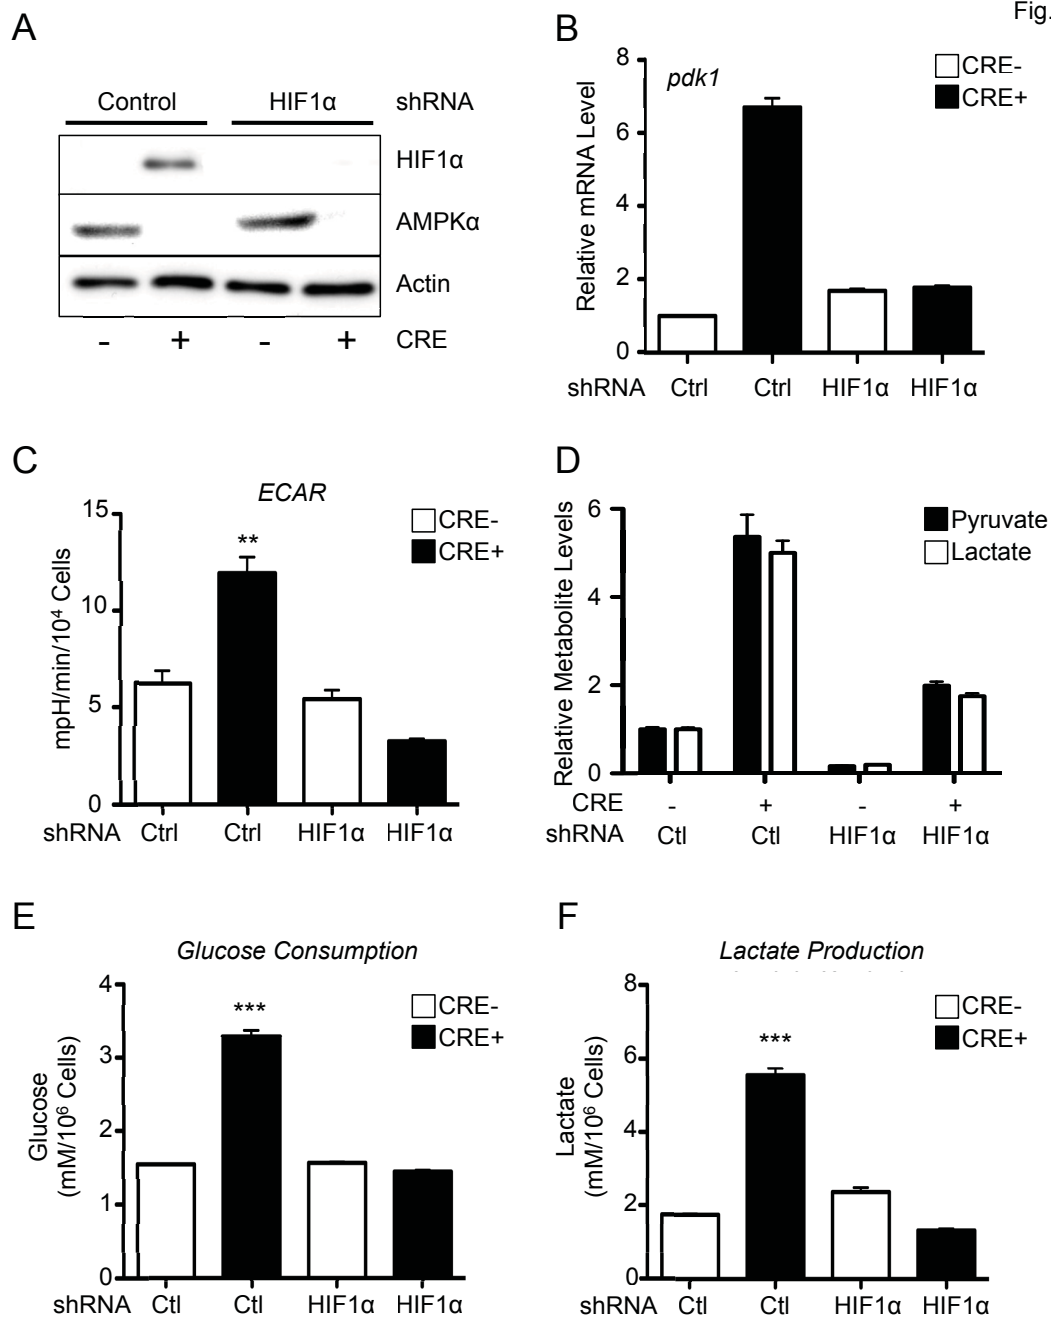 Fig.
A
Control HIF1α shRNA
HIF1α
AMPKα
Actin
- + - + CRE
B
pdk1
CRE-
CRE+
Relative mRNA Level
8
6
4
2
0
shRNA Ctrl Ctrl HIF1α HIF1α
C
ECAR
CRE-
CRE+
**
mpH/min/10⁴ Cells
15
10
5
0
shRNA Ctrl Ctrl HIF1α HIF1α
D
Pyruvate
Lactate
Relative Metabolite Levels
6
4
2
0
CRE - + - +
shRNA Ctl Ctl HIF1α HIF1α
E
Glucose Consumption
CRE-
CRE+
***
Glucose
(mM/10⁶ Cells)
4
3
2
1
0
shRNA Ctl Ctl HIF1α HIF1α
F
Lactate Production
CRE-
CRE+
***
Lactate
(mM/10⁶ Cells)
8
6
4
2
0
shRNA Ctl Ctl HIF1α HIF1α